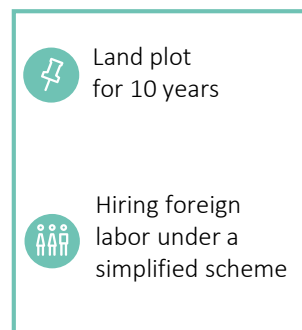 Land plot
for 10 years
Hiring foreign
labor under a
simplified scheme